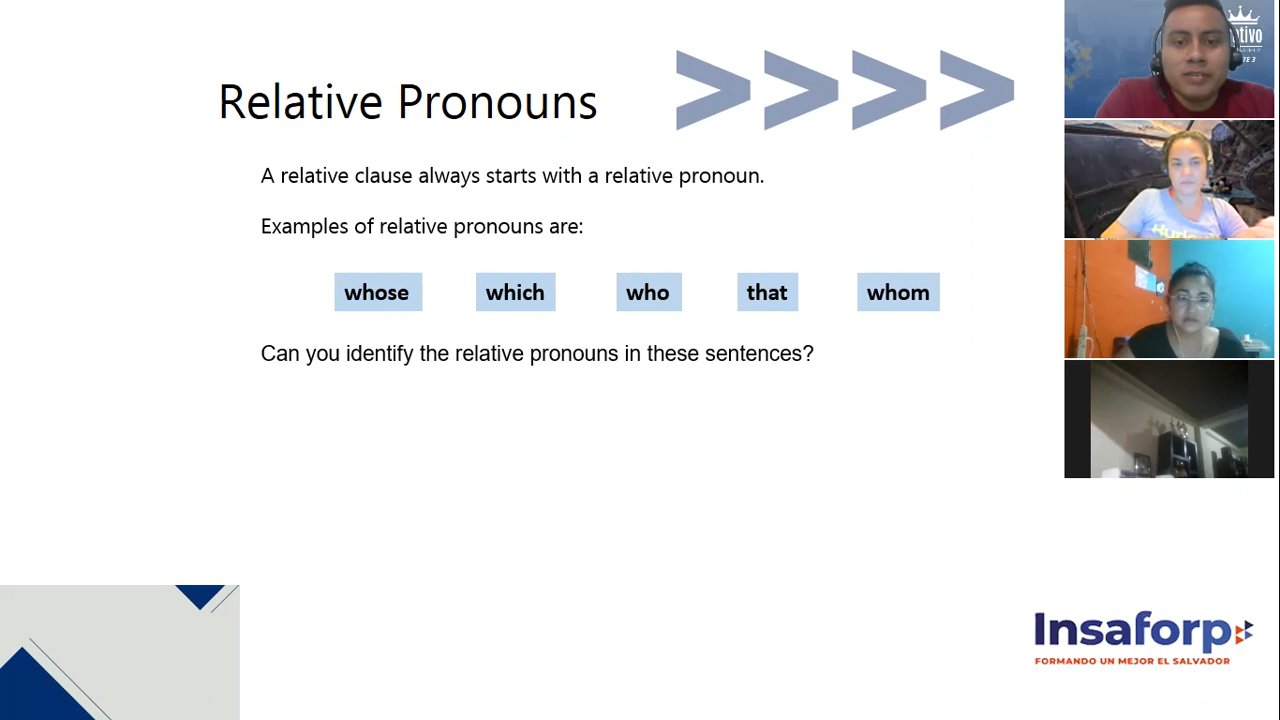 Relative Pronouns
A relative clause always starts with a relative pronoun.
Examples of relative pronouns are:
whose which who that whom
Can you identify the relative pronouns in these sentences?
Insaforp
FORMANDO UN MEJOR EL SALVADOR